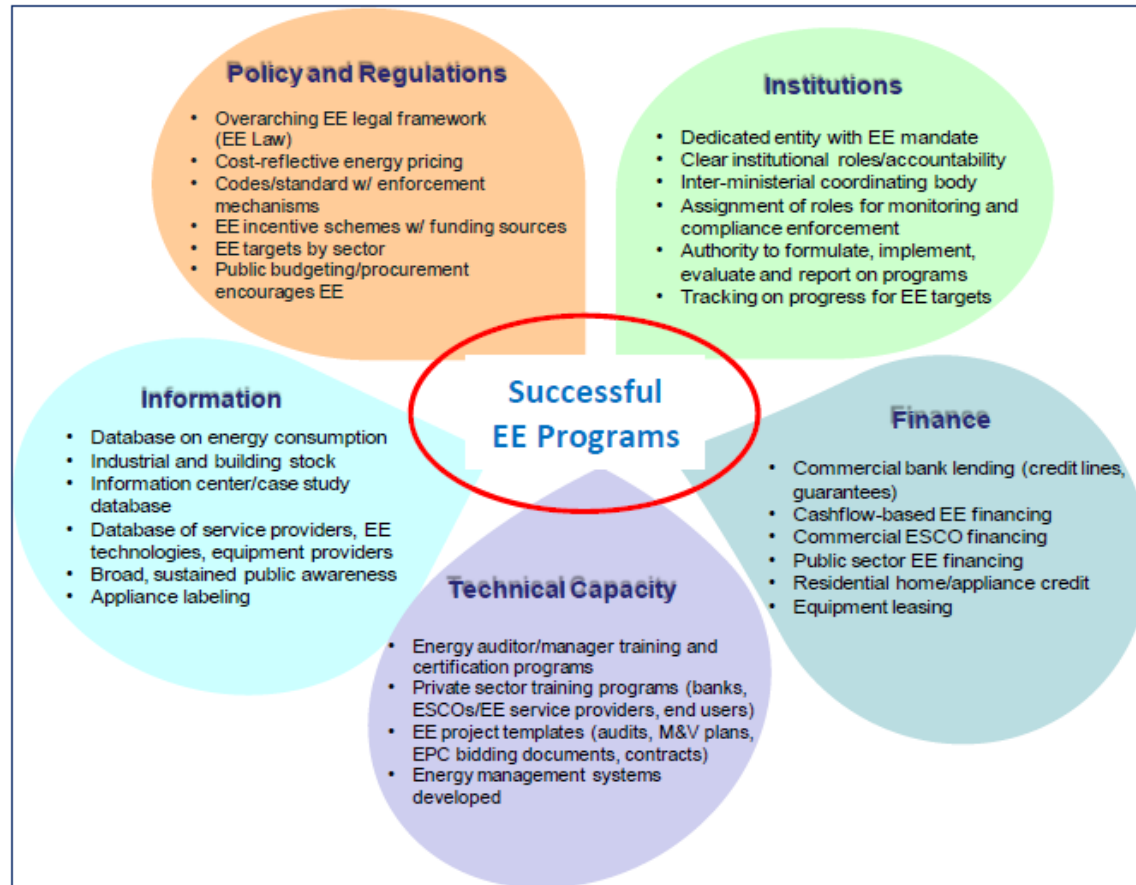 Policy and Regulations
• Overarching EE legal framework
(EE Law)
• Cost-reflective energy pricing
• Codes/standard w/ enforcement
mechanisms
• EE incentive schemes w/ funding sources
• EE targets by sector
• Public budgeting/procurement
encourages EE
Institutions
• Dedicated entity with EE mandate
• Clear institutional roles/accountability
• Inter-ministerial coordinating body
• Assignment of roles for monitoring and
compliance enforcement
• Authority to formulate, implement,
evaluate and report on programs
• Tracking on progress for EE targets
Successful
EE Programs
Information
• Database on energy consumption
• Industrial and building stock
• Information center/case study
database
• Database of service providers, EE
technologies, equipment providers
• Broad, sustained public awareness
• Appliance labeling
Finance
• Commercial bank lending (credit lines,
guarantees)
• Cashflow-based EE financing
• Commercial ESCO financing
• Public sector EE financing
• Residential home/appliance credit
• Equipment leasing
Technical Capacity
• Energy auditor/manager training and
certification programs
• Private sector training programs (banks,
ESCOs/EE service providers, end users)
• EE project templates (audits, M&V plans,
EPC bidding documents, contracts)
• Energy management systems
developed